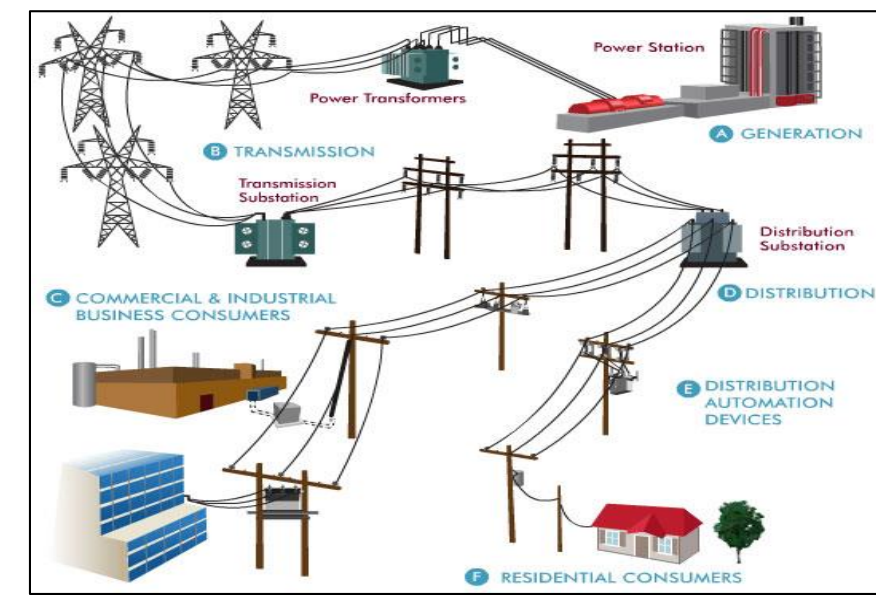 Power Station
Power Transformers
A GENERATION
B TRANSMISSION
Transmission
Substation
Distribution
Substation
C COMMERCIAL & INDUSTRIAL
BUSINESS CONSUMERS
D DISTRIBUTION
E DISTRIBUTION
AUTOMATION
DEVICES
F RESIDENTIAL CONSUMERS